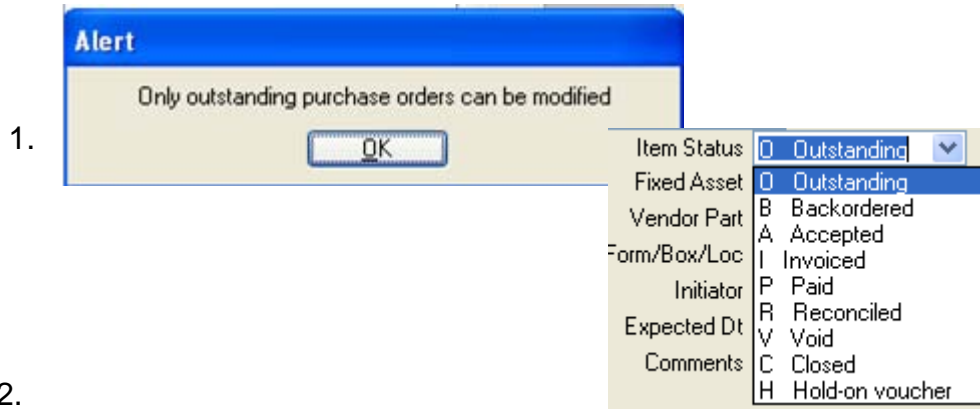 Alert
Only outstanding purchase orders can be modified
1.
OK
Item Status O Outstanding
Fixed Asset O Outstanding
Vendor Part B Backordered
A Accepted
Form/Box/Loc I Invoiced
Initiator P Paid
R Reconciled
Expected Dt V Void
Comments C Closed
H Hold-on voucher
2.